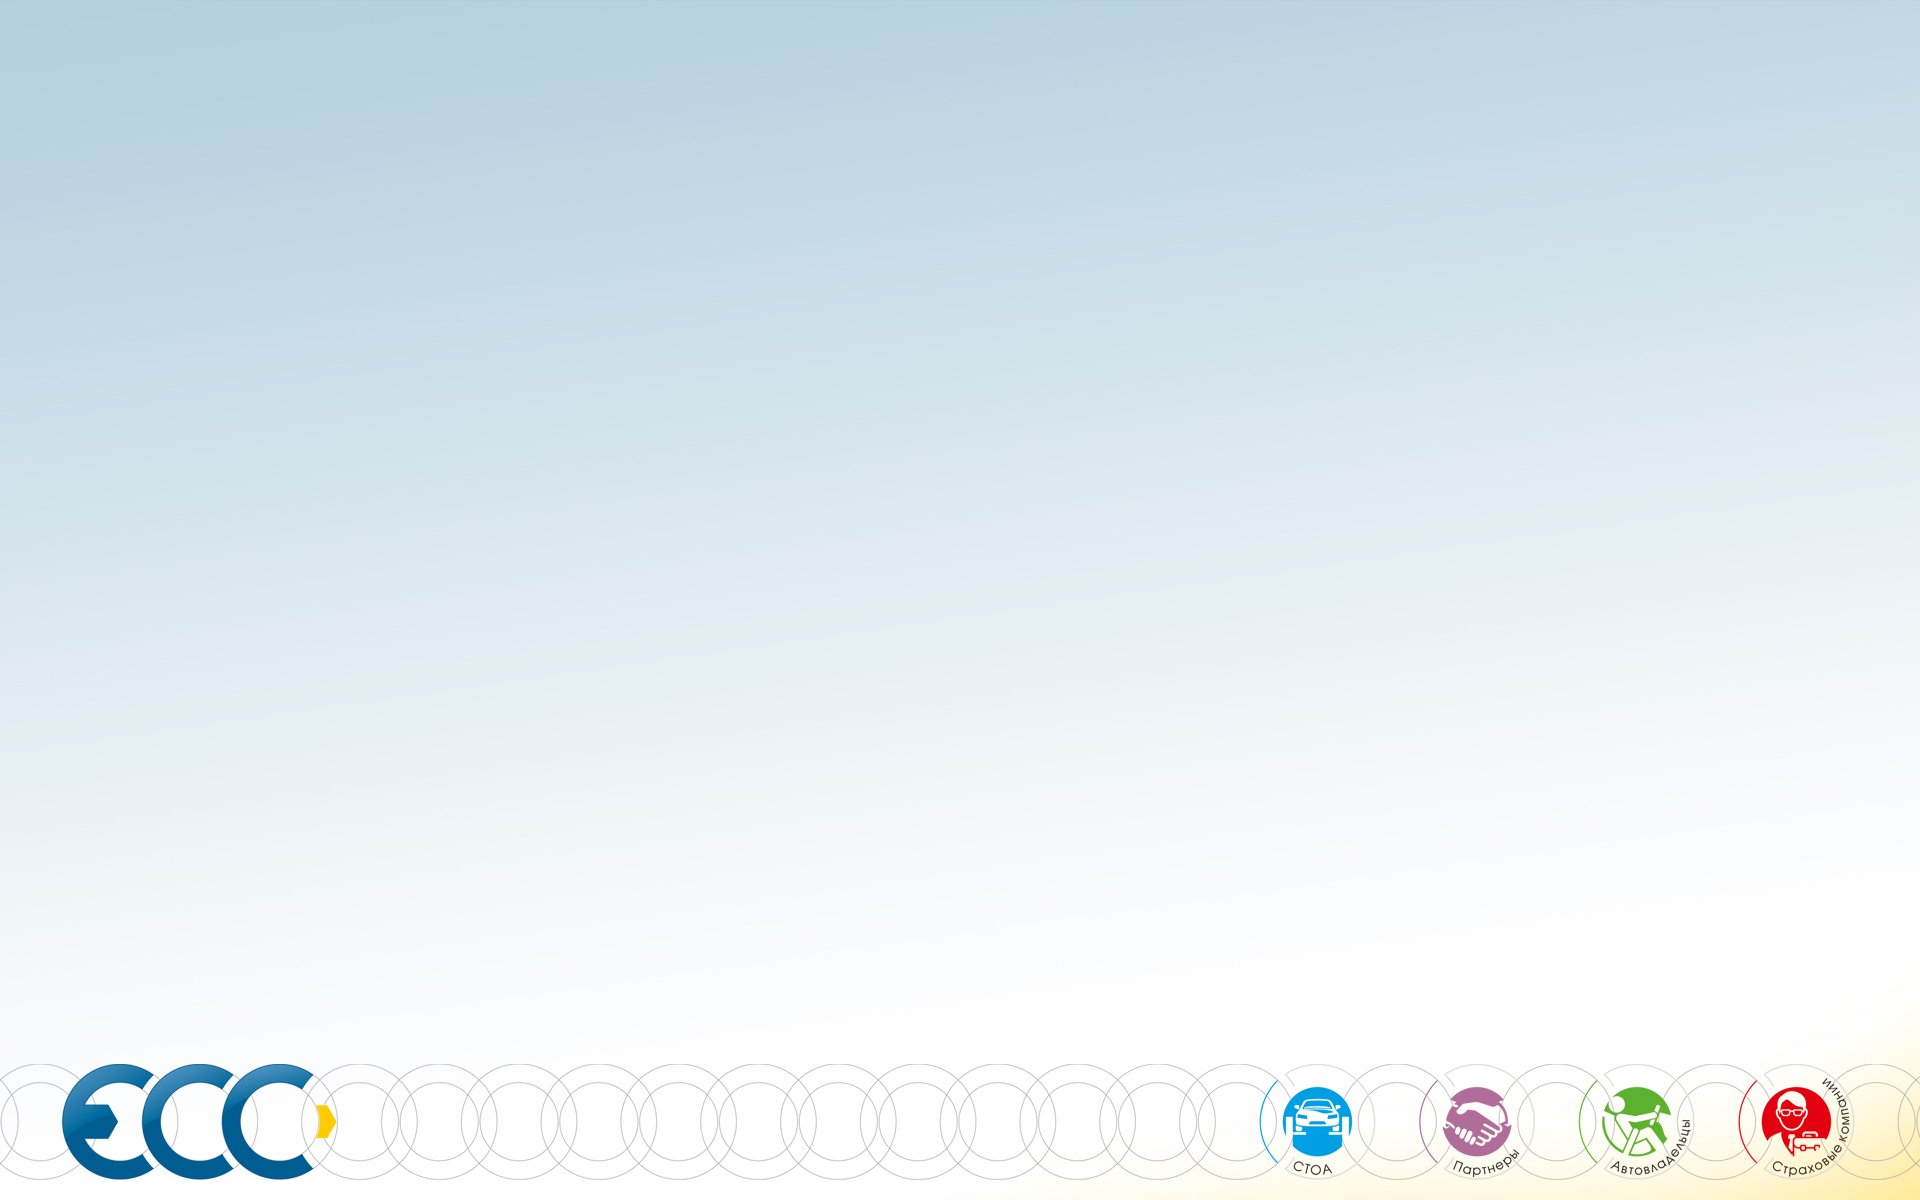 ЕСС
СТОА
Партнеры
Автовладельцы
Страховые компании